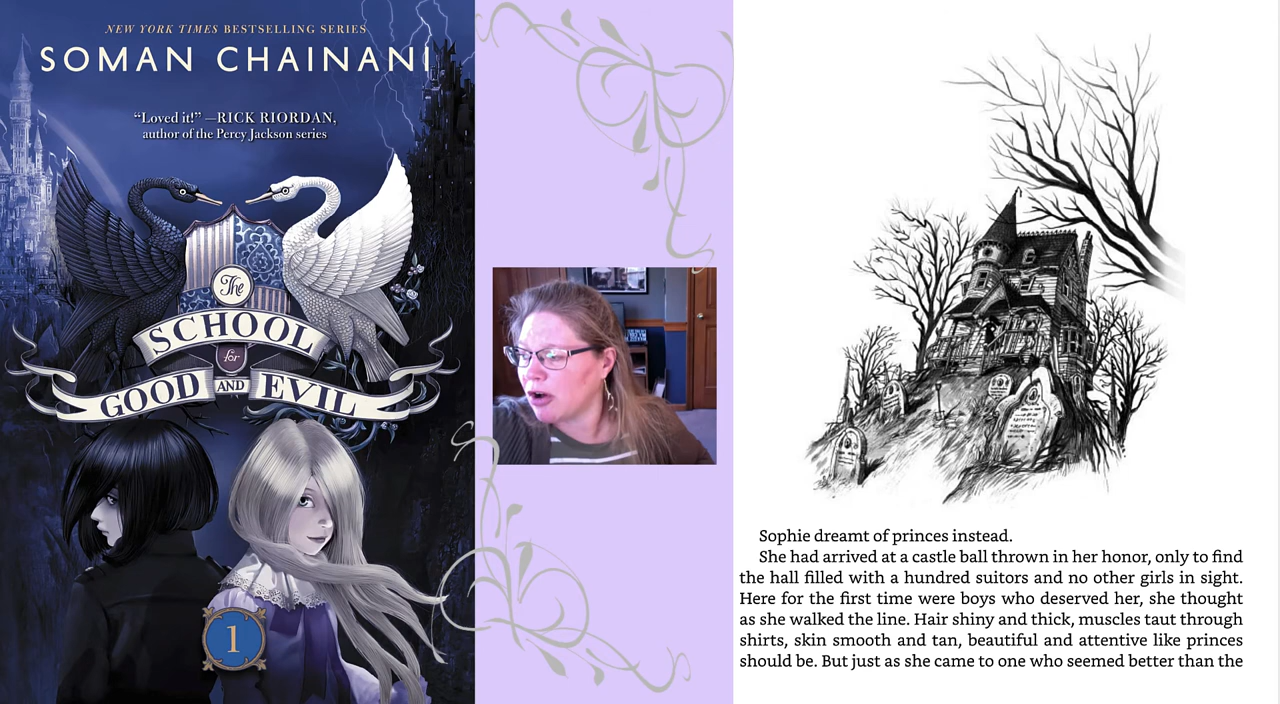 NEW YORK TIMES BESTSELLING SERIES
SOMAN CHAINANI
“Loved it!” —RICK RIORDAN,
author of the Percy Jackson series
The
SCHOOL
for
GOOD AND EVIL
1
Sophie dreamt of princes instead.
She had arrived at a castle ball thrown in her honor, only to find
the hall filled with a hundred suitors and no other girls in sight.
Here for the first time were boys who deserved her, she thought
as she walked the line. Hair shiny and thick, muscles taut through
shirts, skin smooth and tan, beautiful and attentive like princes
should be. But just as she came to one who seemed better than the